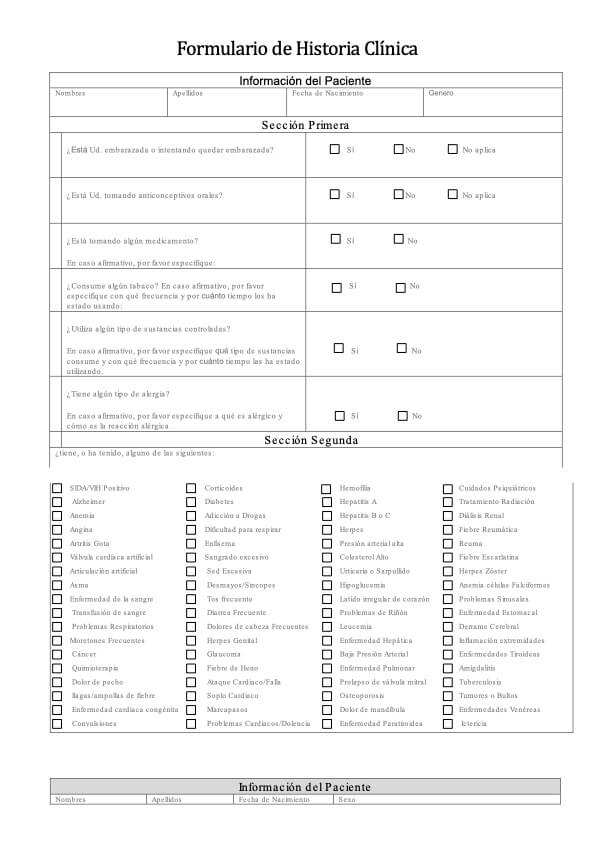 Formulario de Historia Clínica
Información del Paciente
Nombres Apellidos Fecha de Nacimiento Genero
Sección Primera
¿Está Ud. embarazada o intentando quedar embarazada? Sí No No aplica
¿Está Ud. tomando anticonceptivos orales? Sí No No aplica
¿Está tomando algún medicamento? Sí No
En caso afirmativo, por favor especifique:
¿Consume algún tabaco? En caso afirmativo, por favor Sí No
especifique con qué frecuencia y por cuánto tiempo los ha
estado usando:
¿Utiliza algún tipo de sustancias controladas?
En caso afirmativo, por favor especifique qué tipo de sustancias Sí No
consume y con qué frecuencia y por cuánto tiempo las ha estado
utilizando.
¿Tiene algún tipo de alergia?
En caso afirmativo, por favor especifique a qué es alérgico y Sí No
cómo es la reacción alérgica
Sección Segunda
¿tiene, o ha tenido, alguno de las siguientes:
SIDA/VIH Positivo Corticoides Hemofilia Cuidados Psiquiátricos
Alzheimer Diabetes Hepatitis A Tratamiento Radiación
Anemia Adicción a Drogas Hepatitis B o C Diálisis Renal
Angina Dificultad para respirar Herpes Fiebre Reumática
Artritis Gota Enfisema Presión arterial alta Reuma
Válvula cardíaca artificial Sangrado excesivo Colesterol Alto Fiebre Escarlatina
Articulación artificial Sed Excesiva Urticaria o Sarpullido Herpes Zóster
Asma Desmayos/Síncopes Hipoglucemia Anemia células Falciformes
Enfermedad de la sangre Tos frecuente Latido irregular de corazón Problemas Sinusales
Transfusión de sangre Diarrea Frecuente Problemas de Riñón Enfermedad Estomacal
Problemas Respiratorios Dolores de cabeza Frecuentes Leucemia Derrame Cerebral
Moretones Frecuentes Herpes Genital Enfermedad Hepática Inflamación extremidades
Cáncer Glaucoma Baja Presión Arterial Enfermedades Tiroideas
Quimioterapia Fiebre de Heno Enfermedad Pulmonar Amigdalitis
Dolor de pecho Ataque Cardíaco/Falla Prolapso de válvula mitral Tuberculosis
llagas/ampollas de fiebre Soplo Cardíaco Osteoporosis Tumores o Bultos
Enfermedad cardíaca congénita Marcapasos Dolor de mandíbula Enfermedades Venéreas
Convulsiones Problemas Cardíacos/Dolencia Enfermedad Paratiroidea Ictericia
Información del Paciente
Nombres Apellidos Fecha de Nacimiento Sexo